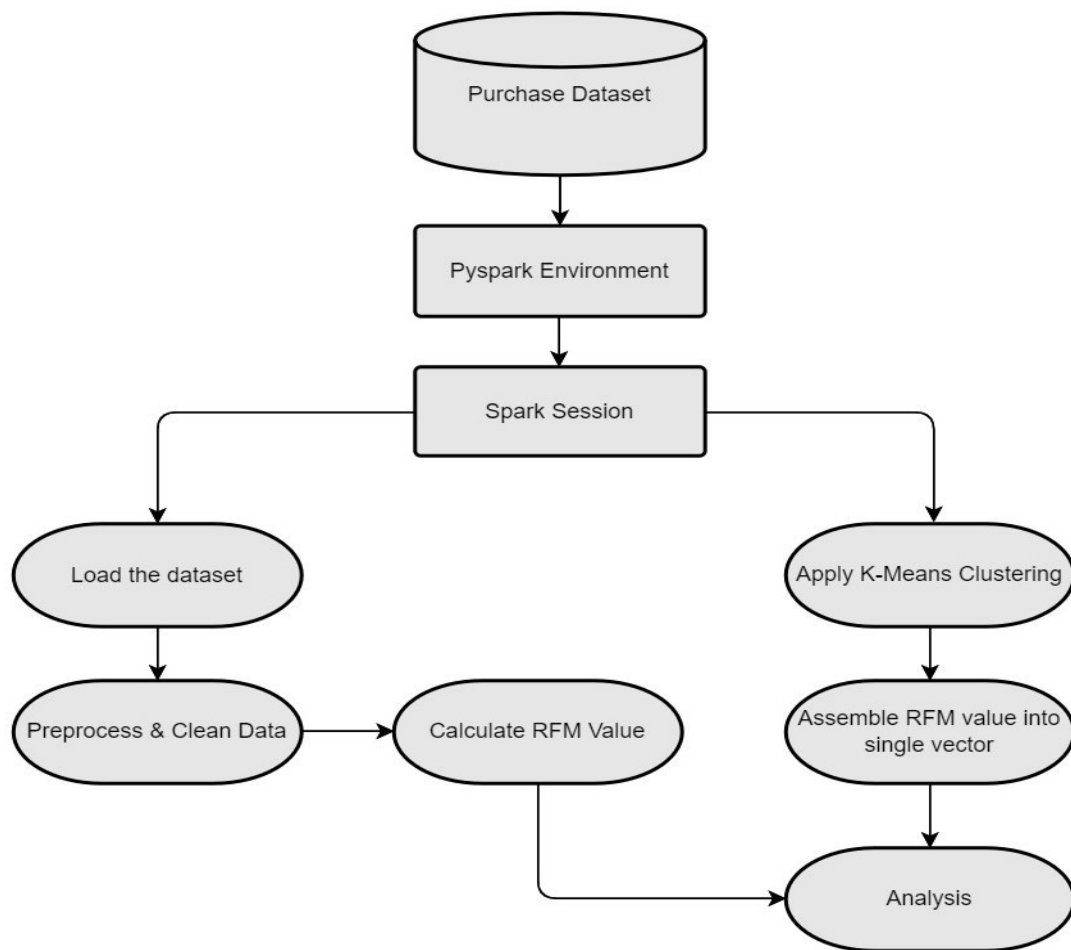 Purchase Dataset
Pyspark Environment
Spark Session
Load the dataset
Apply K-Means Clustering
Preprocess & Clean Data
Calculate RFM Value
Assemble RFM value into
single vector
Analysis